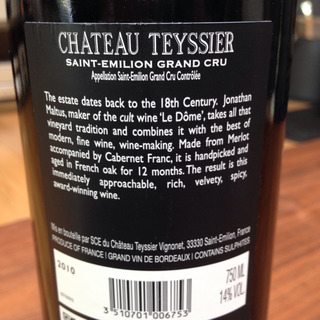 CHATEAU TEYSSIER
SAINT-EMILION GRAND CRU
Appellation Saint-Emilion Grand Cru Contrôlée
The estate dates back to the 18th Century. Jonathan
Maltus, maker of the cult wine 'Le Dôme', takes all that
vineyard tradition and combines it with the best of
modern, fine wine, wine-making. Made from Merlot
accompanied by Cabernet Franc, it is handpicked and
aged in French oak for 12 months. The result is this
immediately approachable, rich, velvety, spicy,
award-winning wine.
Mis en bouteille par SCE du Château Teyssier Vignonet, 33330 Saint-Emilion, France
PRODUCE OF FRANCE | GRAND VIN DE BORDEAUX | CONTAINS SULPHITES
2010
750 ML
14% VOL
3 510701 006753